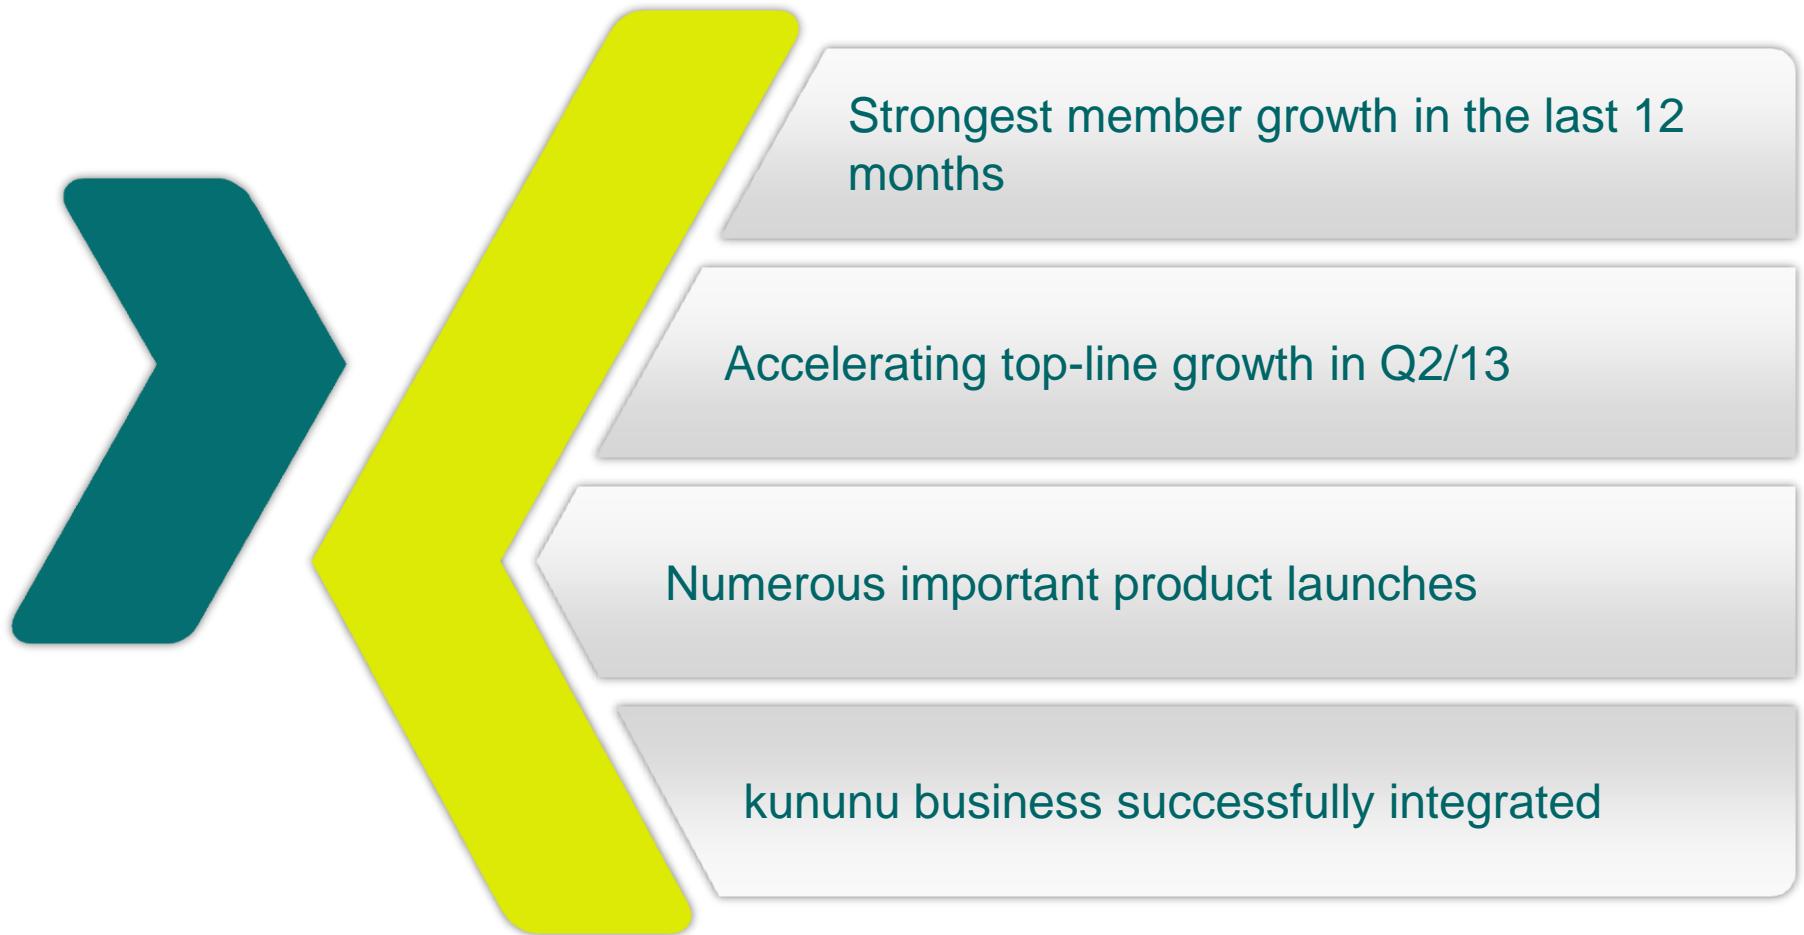 Strongest member growth in the last 12
months
Accelerating top-line growth in Q2/13
Numerous important product launches
kununu business successfully integrated